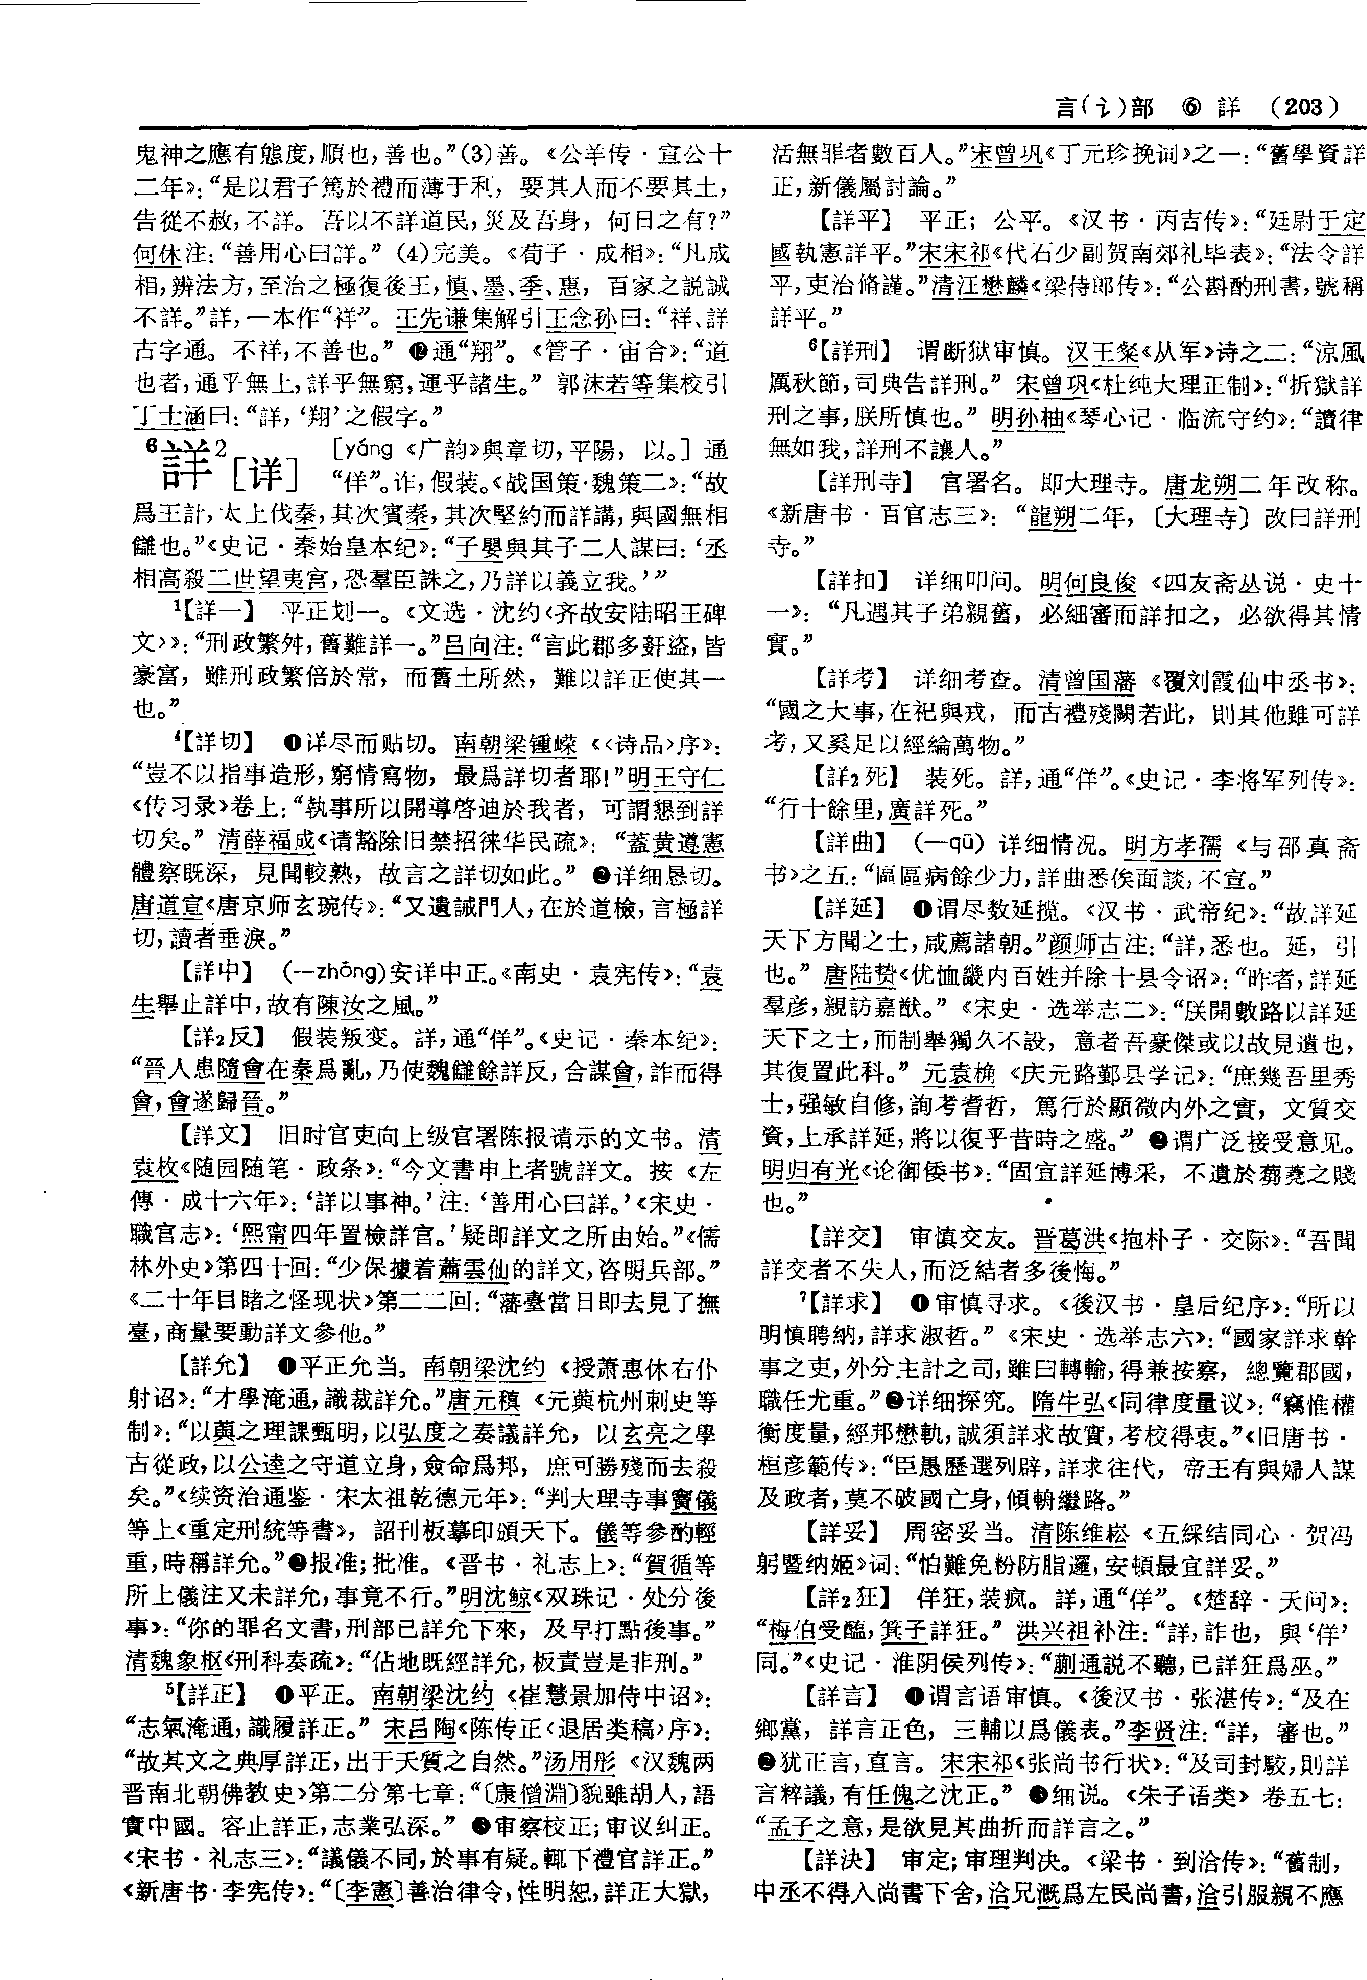 言(讠)部 ⑥ 詳 (203)
鬼神之應有態度,順也,善也。”(3)善。《公羊传·宣公十
二年》:“是以君子篤於禮而薄于利, 要其人而不要其土,
告從不赦,不詳。吾以不詳道民,災及吾身, 何日之有?”
何休注:“善用心曰詳。” (4)完美。《荀子·成相》:“凡成
相,辨法方,至治之極復後王,慎、墨、季、惠, 百家之説誠
不詳。”詳,一本作“祥”。王先谦集解引王念孙曰:“祥、詳
古字通。不祥,不善也。” ⓬通“翔”。《管子·宙合》:“道
也者,通乎無上,詳乎無窮,運乎諸生。” 郭沫若等集校引
丁士涵曰:“詳,‘翔’之假字。”
⁶詳² [详] [yáng 《广韵》與章切,平陽, 以。] 通
“佯”。诈,假装。《战国策·魏策二》:“故
爲王計,太上伐秦,其次賓秦,其次堅約而詳講,與國無相
讎也。”《史记·秦始皇本纪》:“子嬰與其子二人謀曰:‘丞
相高殺二世望夷宫,恐羣臣誅之,乃詳以義立我。’”
¹【詳一】 平正划一。《文选·沈约〈齐故安陆昭王碑
文〉》:“刑政繁舛,舊難詳一。”吕向注:“言此郡多姧盜,皆
豪富, 雖刑政繁倍於常, 而舊土所然, 難以詳正使其一
也。”
⁴【詳切】 ❶详尽而贴切。南朝梁锺嵘《〈诗品〉序》:
“豈不以指事造形,窮情寫物, 最爲詳切者耶!”明王守仁
《传习录》卷上:“執事所以開導啓迪於我者, 可謂懇到詳
切矣。” 清薛福成《请豁除旧禁招徕华民疏》: “蓋黄遵憲
體察既深, 見聞較熟, 故言之詳切如此。” ❷详细恳切。
唐道宣《唐京师玄琬传》:“又遺誡門人,在於道檢,言極詳
切,讀者垂淚。”
【詳中】 (—zhōng)安详中正。《南史·袁宪传》:“袁
生舉止詳中,故有陳汝之風。”
【詳₂反】 假装叛变。詳,通“佯”。《史记·秦本纪》:
“晉人患隨會在秦爲亂,乃使魏讎餘詳反,合謀會,詐而得
會,會遂歸晉。”
【詳文】 旧时官吏向上级官署陈报请示的文书。清
袁枚《随园随笔·政条》:“今文書申上者號詳文。按《左
傳·成十六年》:‘詳以事神。’注:‘善用心曰詳。’《宋史·
職官志》:‘熙甯四年置檢詳官。’疑即詳文之所由始。”《儒
林外史》第四十回:“少保據着蕭雲仙的詳文,咨明兵部。”
《二十年目睹之怪现状》第二二回:“藩臺當日即去見了撫
臺,商量要動詳文參他。”
【詳允】 ❶平正允当。南朝梁沈约《授萧惠休右仆
射诏》:“才學淹通,識裁詳允。”唐元稹《元藇杭州刺史等
制》:“以藇之理課甄明,以弘度之奏議詳允, 以玄亮之學
古從政,以公逵之守道立身,僉命爲邦, 庶可勝殘而去殺
矣。”《续资治通鉴·宋太祖乾德元年》:“判大理寺事竇儀
等上《重定刑統等書》, 詔刊板摹印頒天下。儀等參酌輕
重,時稱詳允。”❷报准;批准。《晋书·礼志上》:“賀循等
所上儀注又未詳允,事竟不行。”明沈鲸《双珠记·处分後
事》:“你的罪名文書,刑部已詳允下來, 及早打點後事。”
清魏象枢《刑科奏疏》:“佔地既經詳允,板責豈是非刑。”
⁵【詳正】 ❶平正。南朝梁沈约《崔慧景加侍中诏》:
“志氣淹通,識履詳正。” 宋吕陶《陈传正〈退居类稿〉序》:
“故其文之典厚詳正,出于天質之自然。”汤用彤《汉魏两
晋南北朝佛教史》第二分第七章:“〔康僧淵〕貌雖胡人,語
實中國。容止詳正,志業弘深。” ❷审察校正;审议纠正。
《宋书·礼志三》:“議儀不同,於事有疑。輒下禮官詳正。”
《新唐书·李宪传》:“〔李憲〕善治律令,性明恕,詳正大獄,
活無罪者數百人。”宋曾巩《丁元珍挽词》之一:“舊學資詳
正,新儀屬討論。”
【詳平】 平正; 公平。《汉书·丙吉传》:“廷尉于定
國執憲詳平。”宋宋祁《代石少副贺南郊礼毕表》:“法令詳
平,吏治脩謹。”清汪懋麟《梁侍郎传》:“公斟酌刑書,號稱
詳平。”
⁶【詳刑】 谓断狱审慎。汉王粲《从军》诗之二:“涼風
厲秋節,司典告詳刑。” 宋曾巩《杜纯大理正制》:“折獄詳
刑之事,朕所慎也。” 明孙柚《琴心记·临流守约》:“讀律
無如我,詳刑不讓人。”
【詳刑寺】 官署名。即大理寺。唐龙朔二年改称。
《新唐书·百官志三》: “龍朔二年,〔大理寺〕改曰詳刑
寺。”
【詳扣】 详细叩问。明何良俊《四友斋丛说·史十
一》: “凡遇其子弟親舊, 必細審而詳扣之, 必欲得其情
實。”
【詳考】 详细考查。清曾国藩《覆刘霞仙中丞书》:
“國之大事,在祀與戎, 而古禮殘闕若此, 則其他雖可詳
考,又奚足以經綸萬物。”
【詳₂死】 装死。詳,通“佯”。《史记·李将军列传》:
“行十餘里,廣詳死。”
【詳曲】 (—qū) 详细情况。明方孝孺《与邵真斋
书》之五:“區區病餘少力,詳曲悉俟面談,不宣。”
【詳延】 ❶谓尽数延揽。《汉书·武帝纪》:“故詳延
天下方聞之士,咸薦諸朝。”颜师古注:“詳,悉也。延, 引
也。” 唐陆贽《优恤畿内百姓并除十县令诏》:“昨者,詳延
羣彦,親訪嘉猷。”《宋史·选举志二》:“朕開數路以詳延
天下之士,而制舉獨久不設, 意者吾豪傑或以故見遺也,
其復置此科。” 元袁桷《庆元路鄞县学记》:“庶幾吾里秀
士,强敏自修,詢考耆哲, 篤行於顯微内外之實, 文質交
資,上承詳延,將以復乎昔時之盛。” ❷谓广泛接受意见。
明归有光《论御倭书》:“固宜詳延博采, 不遺於蒭蕘之賤
也。”
【詳交】 审慎交友。晋葛洪《抱朴子·交际》:“吾聞
詳交者不失人,而泛結者多後悔。”
⁷【詳求】 ❶审慎寻求。《後汉书·皇后纪序》:“所以
明慎聘納,詳求淑哲。”《宋史·选举志六》:“國家詳求幹
事之吏,外分主計之司,雖曰轉輸,得兼按察, 總覽郡國,
職任尤重。”❷详细探究。隋牛弘《同律度量议》:“竊惟權
衡度量,經邦懋軌,誠須詳求故實,考校得衷。”《旧唐书·
桓彦範传》:“臣愚歷選列辟,詳求往代, 帝王有與婦人謀
及政者,莫不破國亡身,傾輈繼路。”
【詳妥】 周密妥当。清陈维崧《五綵结同心·贺冯
躬暨纳姬》词:“怕難免粉防脂邏,安頓最宜詳妥。”
【詳₂狂】 佯狂,装疯。詳,通“佯”。《楚辞·天问》:
“梅伯受醢,箕子詳狂。” 洪兴祖补注:“詳,詐也, 與‘佯’
同。”《史记·淮阴侯列传》:“蒯通説不聽,已詳狂爲巫。”
【詳言】 ❶谓言语审慎。《後汉书·张湛传》:“及在
鄉黨, 詳言正色, 三輔以爲儀表。”李贤注:“詳, 審也。”
❷犹正言,直言。宋宋祁《张尚书行状》:“及司封駮,則詳
言粹議,有任隗之沈正。” ❸细说。《朱子语类》卷五七:
“孟子之意,是欲見其曲折而詳言之。”
【詳決】 审定;审理判决。《梁书·到洽传》:“舊制,
中丞不得入尚書下舍,洽兄溉爲左民尚書,洽引服親不應